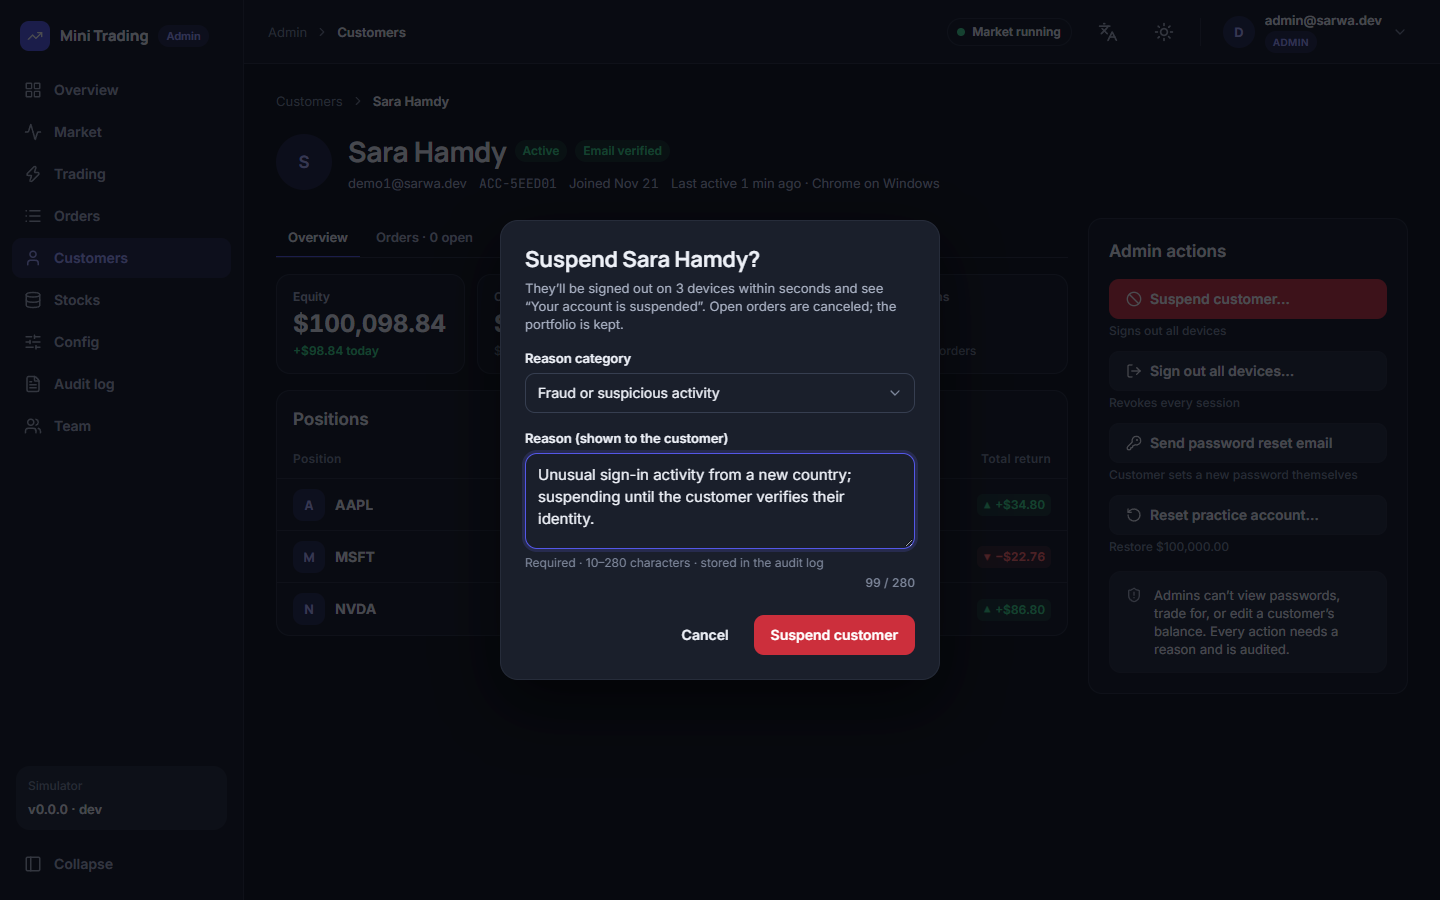 Mini Trading Admin
Admin > Customers
Market running
admin@sarwa.dev
D
ADMIN
Overview
Market
Trading
Orders
Customers
Stocks
Config
Audit log
Team
Simulator
v0.0.0 · dev
Collapse
Customers > Sara Hamdy
S
Sara Hamdy Active Email verified
demo1@sarwa.dev ACC-5EED01 Joined Nov 21 Last active 1 min ago · Chrome on Windows
Overview Orders · 0 open
Equity
$100,098.84
+$98.84 today
orders
Positions
Position Total return
A AAPL ▲ +$34.80
M MSFT ▼ −$22.76
N NVDA ▲ +$86.80
Suspend Sara Hamdy?
They’ll be signed out on 3 devices within seconds and see
“Your account is suspended”. Open orders are canceled; the
portfolio is kept.
Reason category
Fraud or suspicious activity
Reason (shown to the customer)
Unusual sign-in activity from a new country;
suspending until the customer verifies their
identity.
Required · 10–280 characters · stored in the audit log
99 / 280
Cancel Suspend customer
Admin actions
Suspend customer...
Signs out all devices
Sign out all devices...
Revokes every session
Send password reset email
Customer sets a new password themselves
Reset practice account...
Restore $100,000.00
Admins can’t view passwords,
trade for, or edit a customer’s
balance. Every action needs a
reason and is audited.